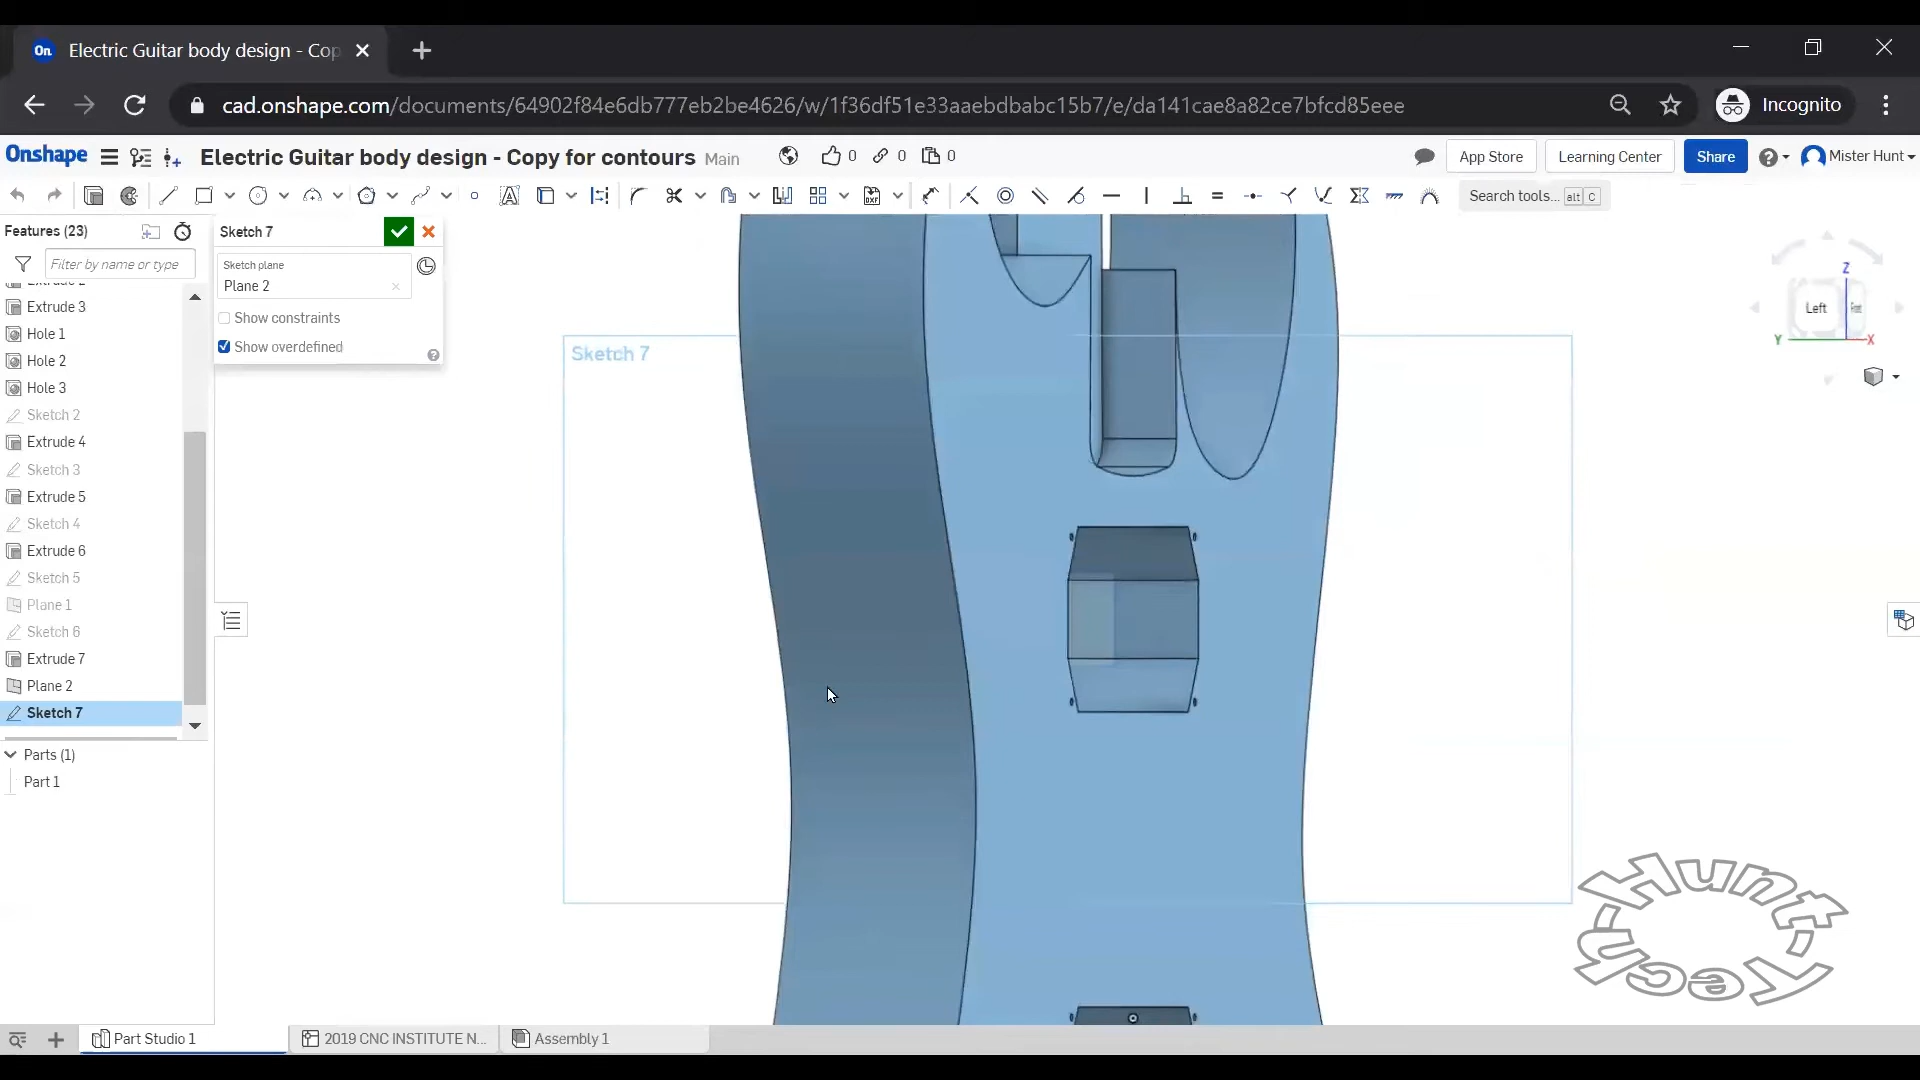 On
Electric Guitar body design - Cop
cad.onshape.com/documents/64902f84e6db777eb2be4626/w/1f36df51e33aaebdbabc15b7/e/da141cae8a82ce7bfcd85eee
Incognito
Onshape
Electric Guitar body design - Copy for contours Main
0
0
0
App Store
Learning Center
Share
Mister Hunt
Search tools... alt C
Features (23)
Filter by name or type
Extrude 3
Hole 1
Hole 2
Hole 3
Sketch 2
Extrude 4
Sketch 3
Extrude 5
Sketch 4
Extrude 6
Sketch 5
Plane 1
Sketch 6
Extrude 7
Plane 2
Sketch 7
Parts (1)
Part 1
Sketch 7
Sketch plane
Plane 2
Show constraints
Show overdefined
Sketch 7
Z
Left
Y
X
Hunt
Tech
Part Studio 1
2019 CNC INSTITUTE N...
Assembly 1